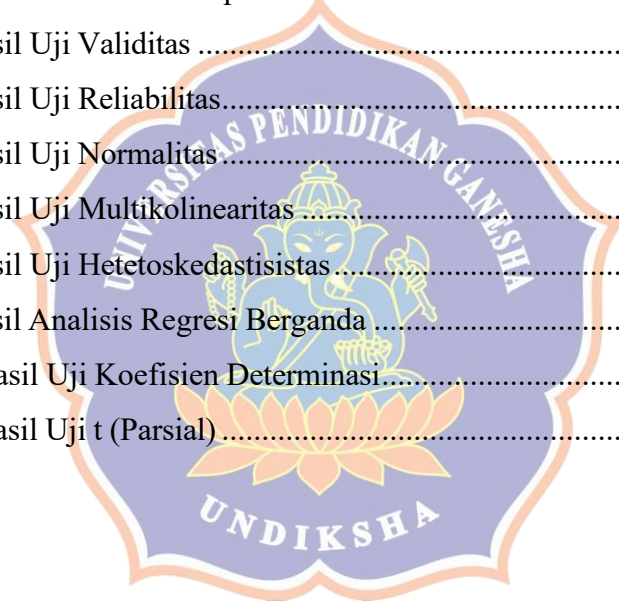 sil Uji Validitas ........................................................
sil Uji Reliabilitas.....................................................
sil Uji Normalitas.....................................................
sil Uji Multikolinearitas ...........................................
sil Uji Hetetoskedastisistas.......................................
sil Analisis Regresi Berganda .................................
asil Uji Koefisien Determinasi................................
asil Uji t (Parsial) .....................................................
UNIVERSITAS PENDIDIKAN GANESHA
UNDIKSHA